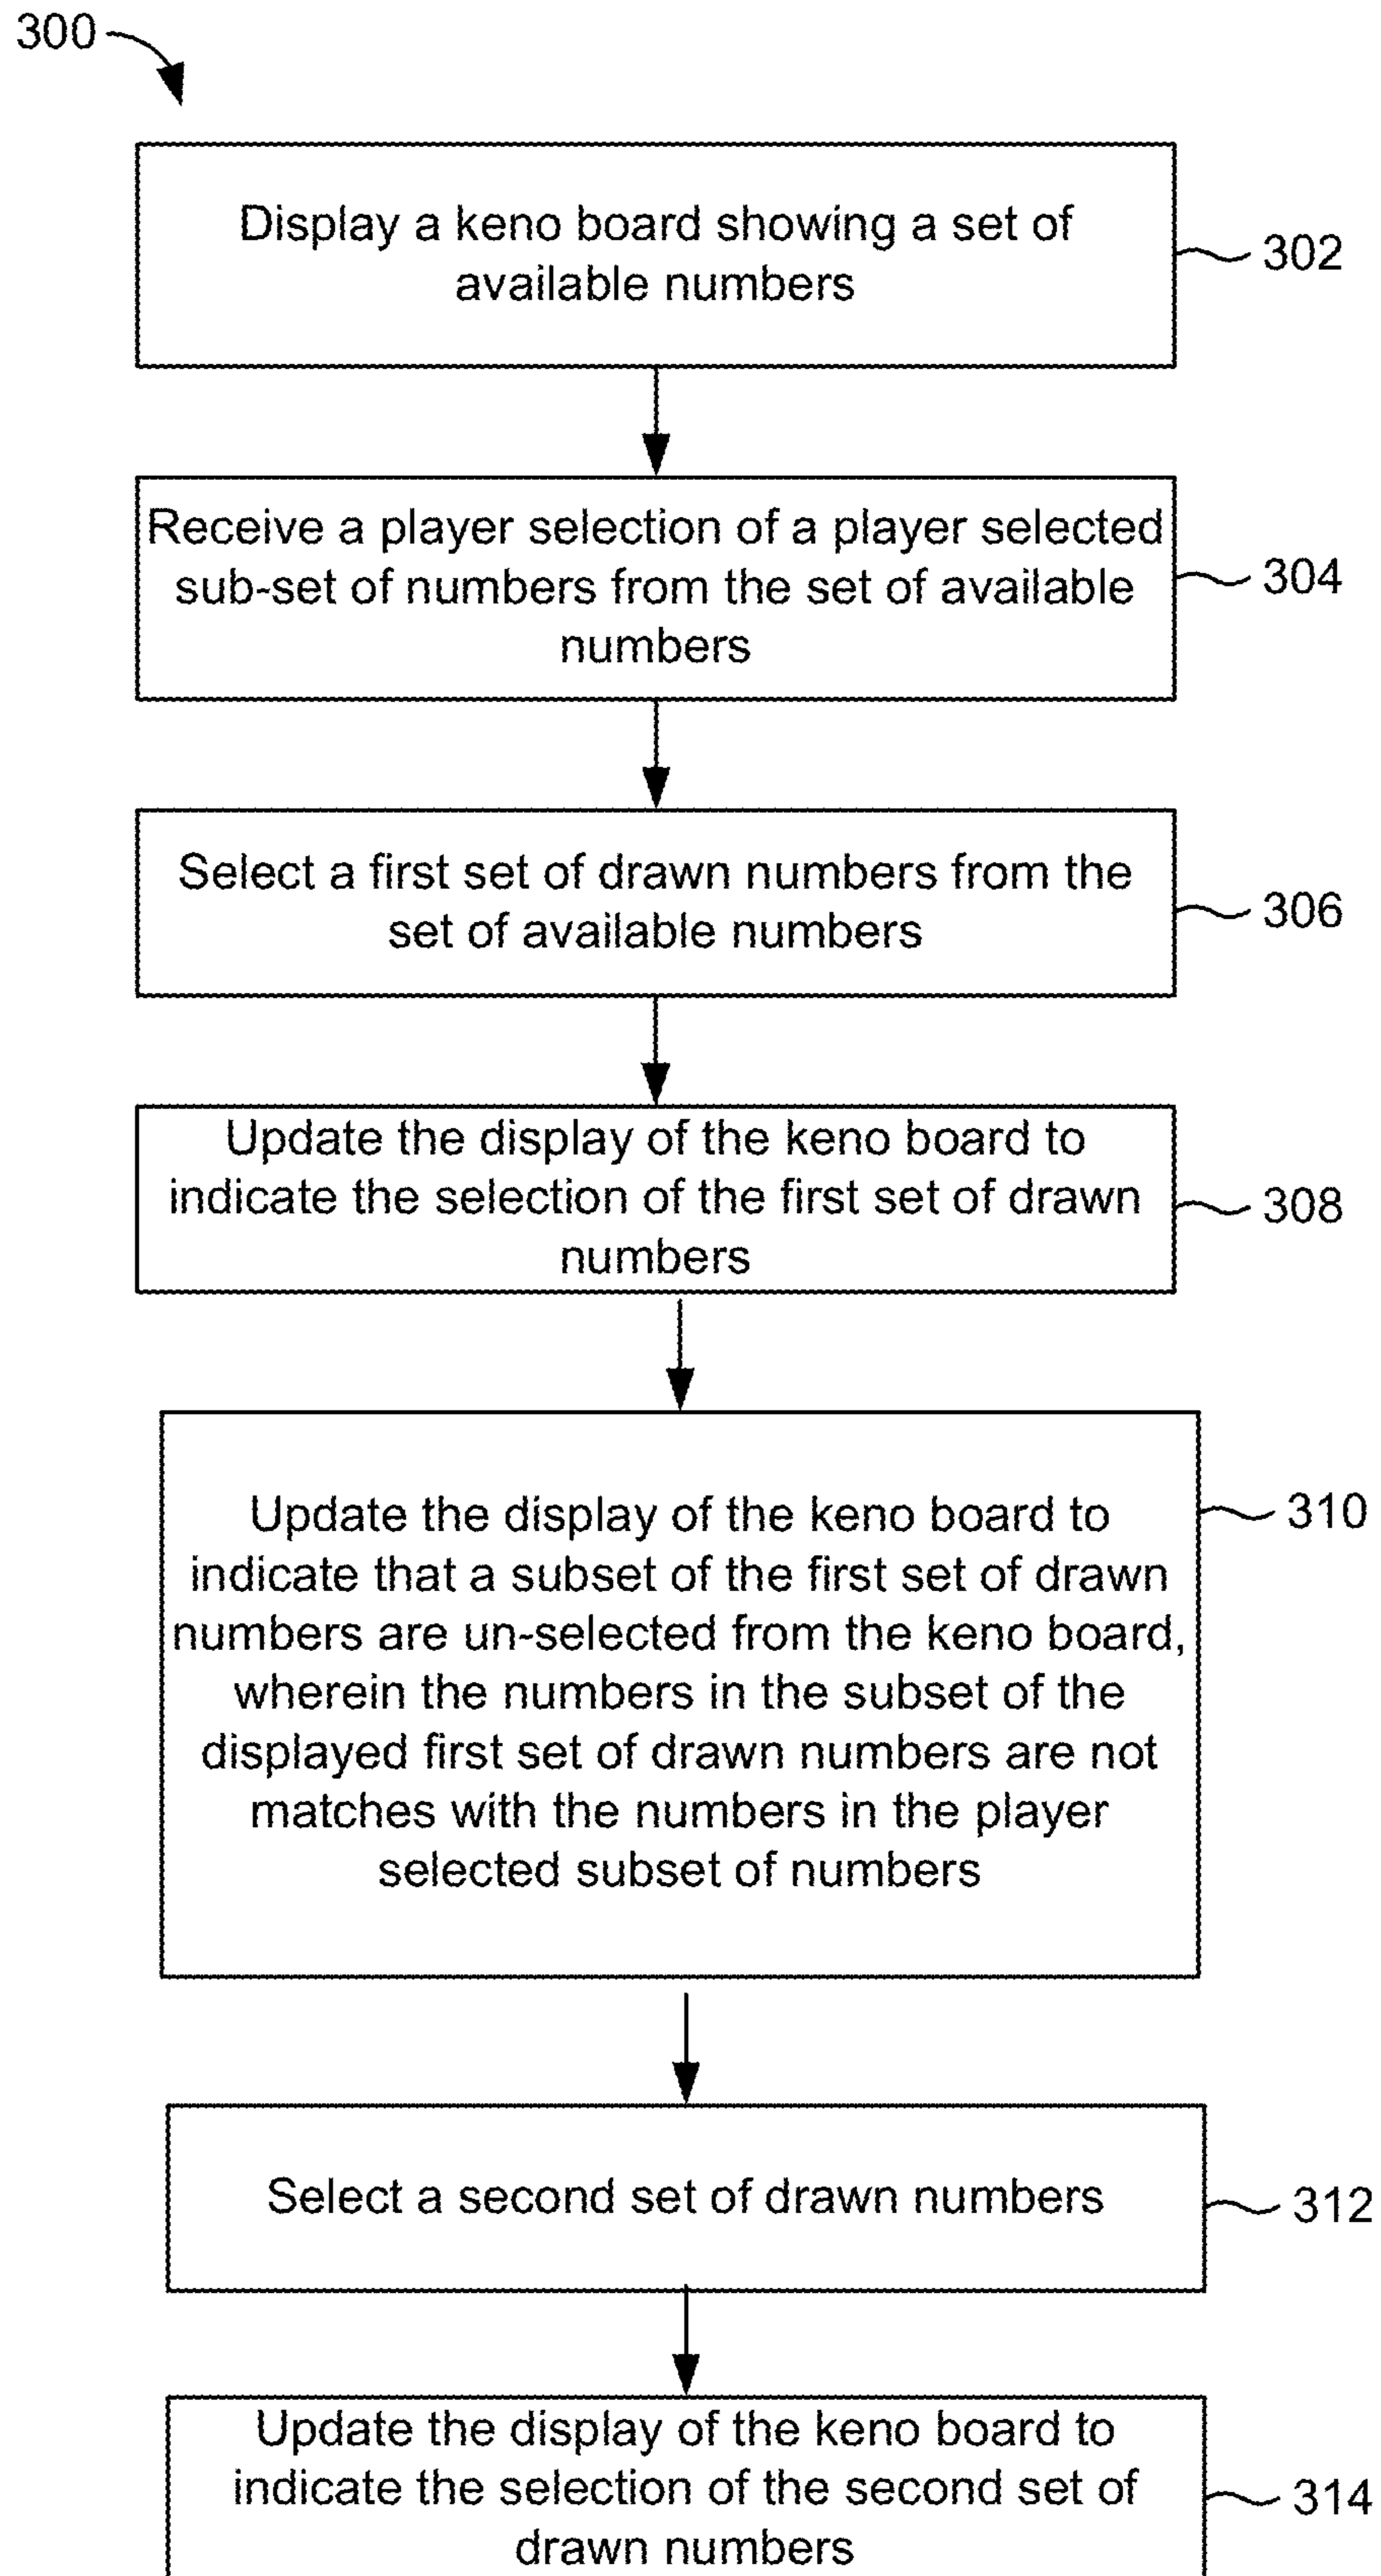 300
Display a keno board showing a set of
available numbers
302
Receive a player selection of a player selected
sub-set of numbers from the set of available
numbers
304
Select a first set of drawn numbers from the
set of available numbers
306
Update the display of the keno board to
indicate the selection of the first set of drawn
numbers
308
Update the display of the keno board to
indicate that a subset of the first set of drawn
numbers are un-selected from the keno board,
wherein the numbers in the subset of the
displayed first set of drawn numbers are not
matches with the numbers in the player
selected subset of numbers
310
Select a second set of drawn numbers
312
Update the display of the keno board to
indicate the selection of the second set of
drawn numbers
314